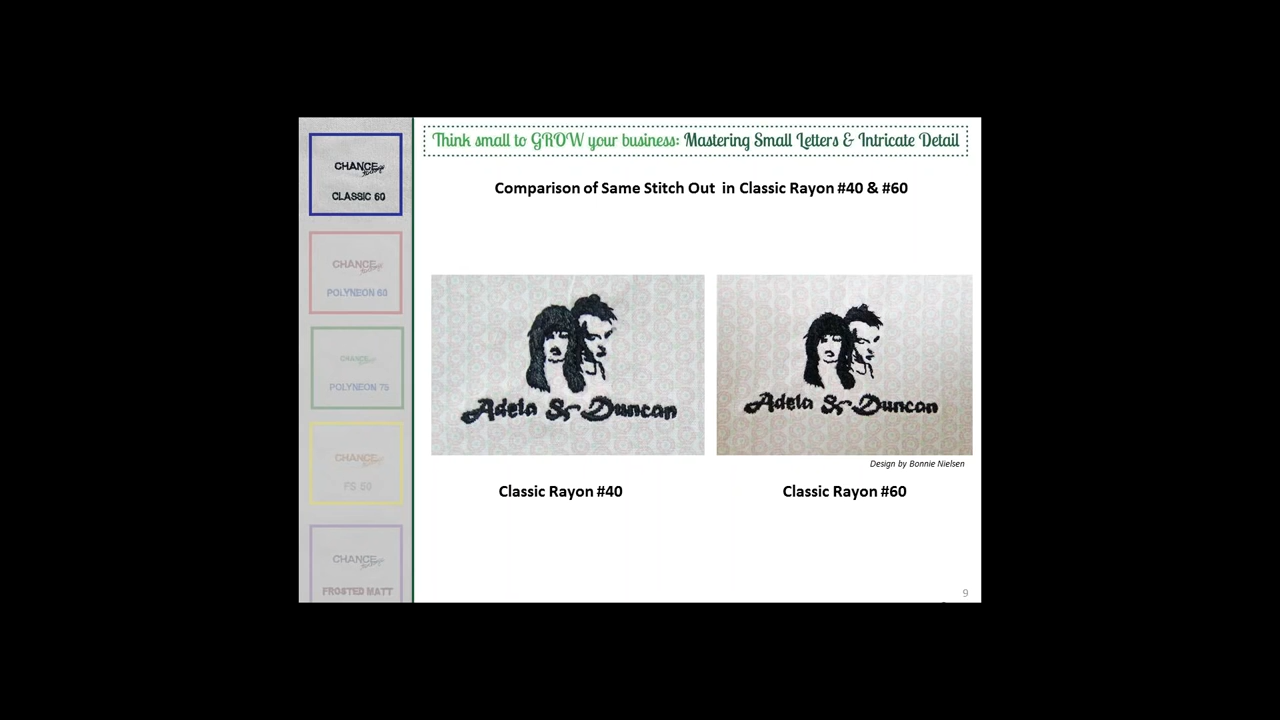 Think small to GROW your business: Mastering Small Letters & Intricate Detail
Comparison of Same Stitch Out in Classic Rayon #40 & #60
CHANCE
CLASSIC 60
CHANCE
POLYNEON 60
CHANCE
POLYNEON 75
CHANCE
FS 50
CHANCE
FROSTED MATT
Adela & Duncan
Adela & Duncan
Design by Bonnie Nielsen
Classic Rayon #40
Classic Rayon #60
9